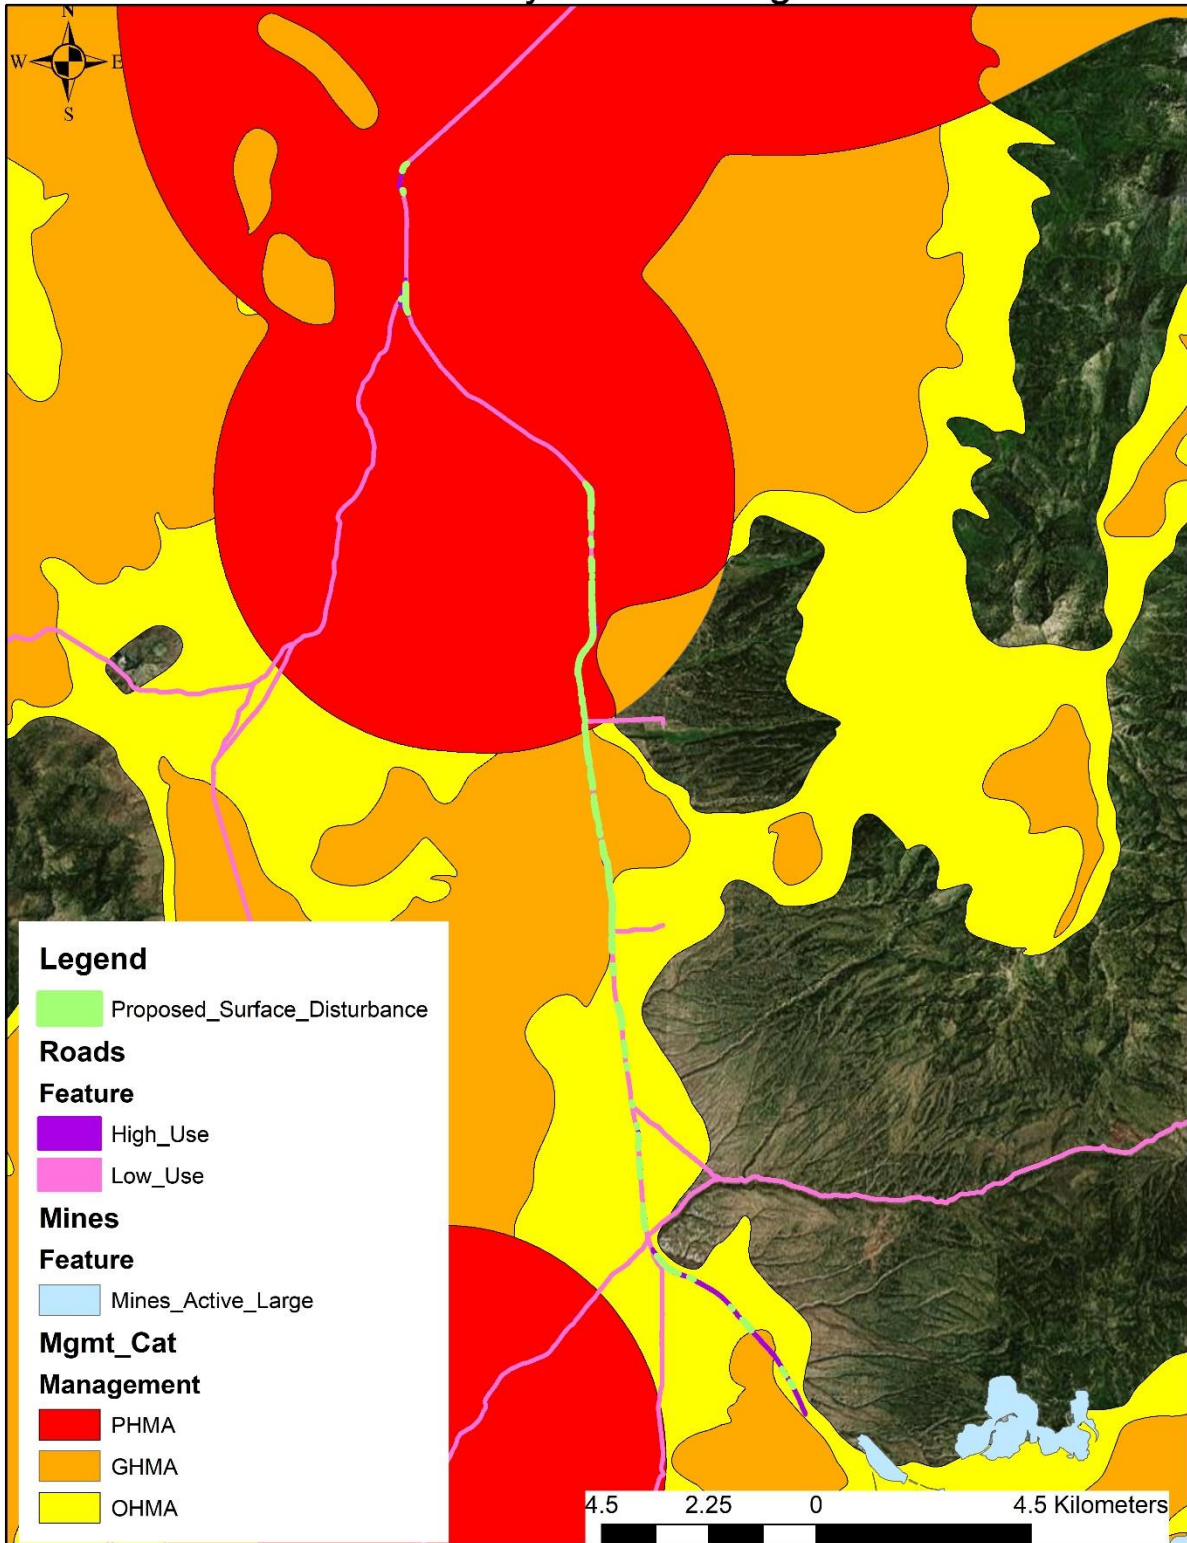 N
W E
S
Legend
Proposed_Surface_Disturbance
Roads
Feature
High_Use
Low_Use
Mines
Feature
Mines_Active_Large
Mgmt_Cat
Management
PHMA
GHMA
OHMA
4.5 2.25 0 4.5 Kilometers